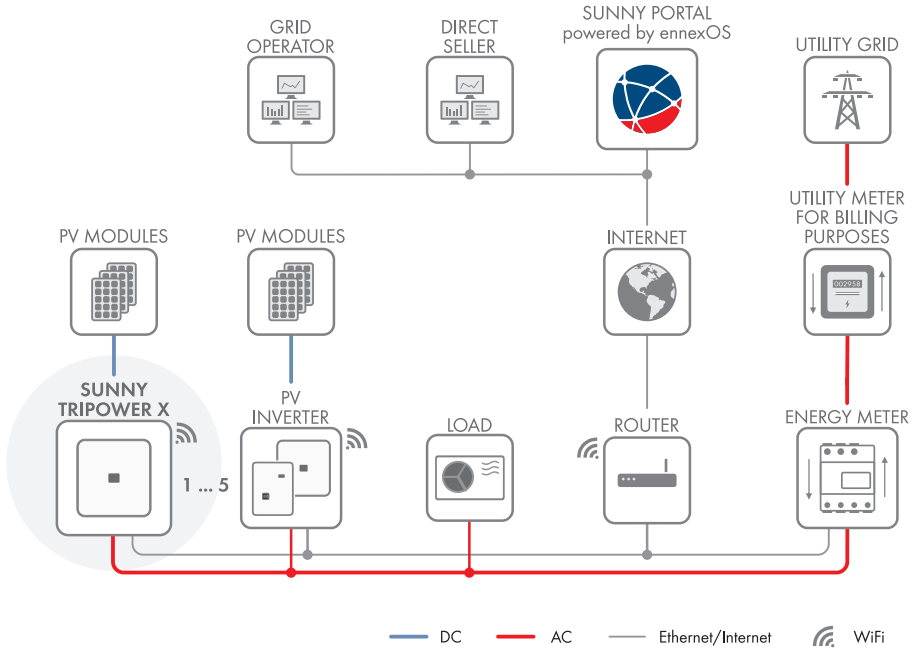 GRID
OPERATOR
DIRECT
SELLER
SUNNY PORTAL
powered by ennexOS
UTILITY GRID
UTILITY METER
FOR BILLING
PURPOSES
PV MODULES
PV MODULES
INTERNET
002958
SUNNY
TRIPOWER X
PV
INVERTER
LOAD
ROUTER
ENERGY METER
1 ... 5
DC
AC
Ethernet/Internet
WiFi